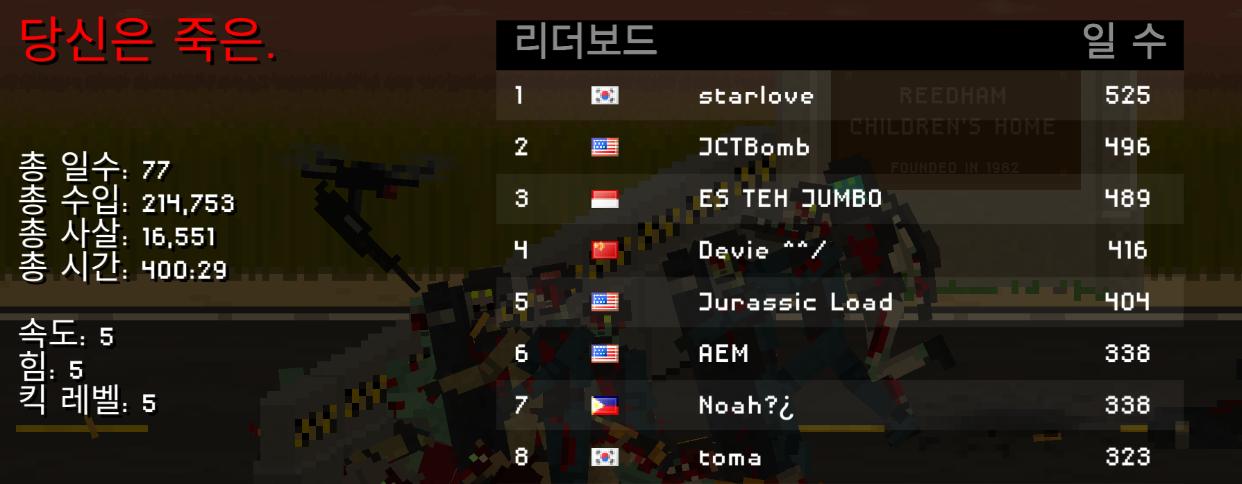 당신은 죽은.
총 일수: 77
총 수입: 214,753
총 사살: 16,551
총 시간: 400:29
속도: 5
힘: 5
킥 레벨: 5
리더보드 일 수
1 starlove 525
2 JCTBomb 496
3 ES TEH JUMBO 489
4 Devie ^^/ 416
5 Jurassic Load 404
6 AEM 338
7 Noah?¿ 338
8 toma 323
REEDHAM
CHILDREN'S HOME
FOUNDED IN 1982